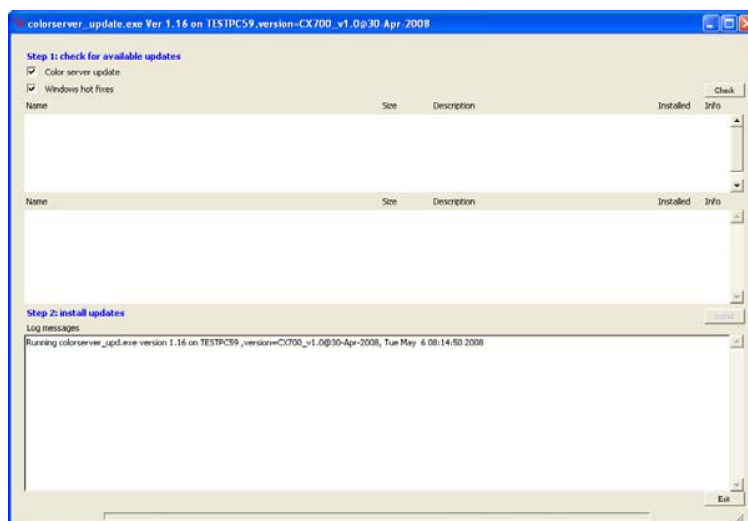 colorserver_update.exe Ver 1.16 on TESTPC59,version=CX700_v1.0@30-Apr-2008
Step 1: check for available updates
Color server update
Windows hot fixes
Check
Name Size Description Installed Info
Name Size Description Installed Info
Step 2: install updates
Install
Log messages
Running colorserver_upd.exe version 1.16 on TESTPC59 ,version=CX700_v1.0@30-Apr-2008, Tue May 6 08:14:50 2008
Exit